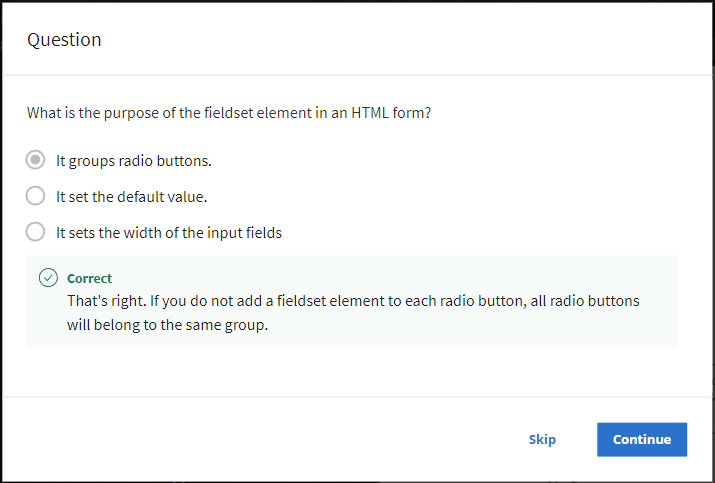 Question
What is the purpose of the fieldset element in an HTML form?
It groups radio buttons.
It set the default value.
It sets the width of the input fields
Correct
That's right. If you do not add a fieldset element to each radio button, all radio buttons
will belong to the same group.
Skip
Continue